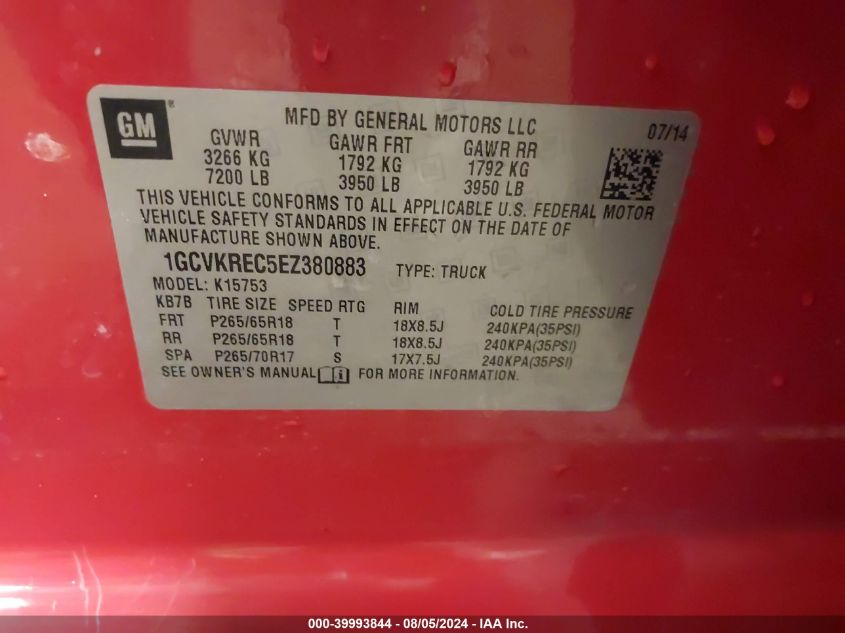 GM®
MFD BY GENERAL MOTORS LLC
07/14
GVWR GAWR FRT GAWR RR
3266 KG 1792 KG 1792 KG
7200 LB 3950 LB 3950 LB
THIS VEHICLE CONFORMS TO ALL APPLICABLE U.S. FEDERAL MOTOR
VEHICLE SAFETY STANDARDS IN EFFECT ON THE DATE OF
MANUFACTURE SHOWN ABOVE.
1GCVKREC5EZ380883 TYPE: TRUCK
MODEL: K15753
KB7B TIRE SIZE SPEED RTG RIM COLD TIRE PRESSURE
FRT P265/65R18 T 18X8.5J 240KPA(35PSI)
RR P265/65R18 T 18X8.5J 240KPA(35PSI)
SPA P265/70R17 S 17X7.5J 240KPA(35PSI)
SEE OWNER'S MANUAL i FOR MORE INFORMATION.
000-39993844 - 08/05/2024 - IAA Inc.